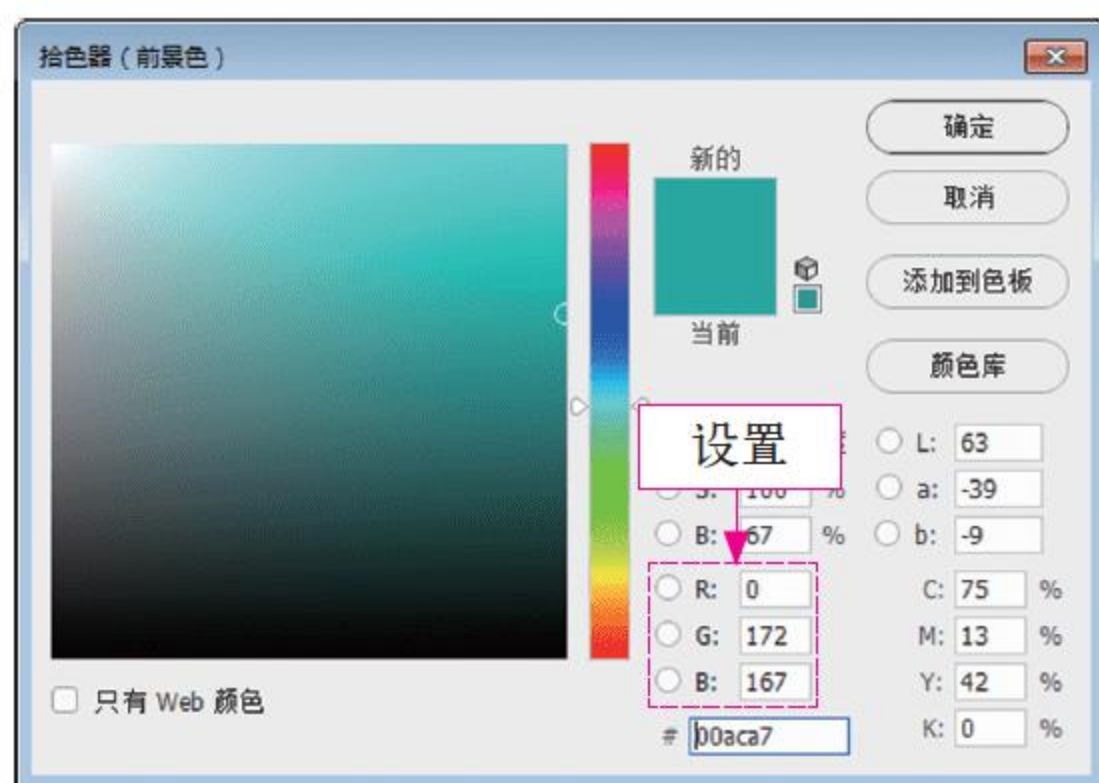 拾色器（前景色）
确定
新的
取消
添加到色板
当前
颜色库
设置
L: 63
a: -39
B: 67 %
b: -9
R: 0
C: 75 %
G: 172
M: 13 %
B: 167
Y: 42 %
只有 Web 颜色
# 00aca7
K: 0 %